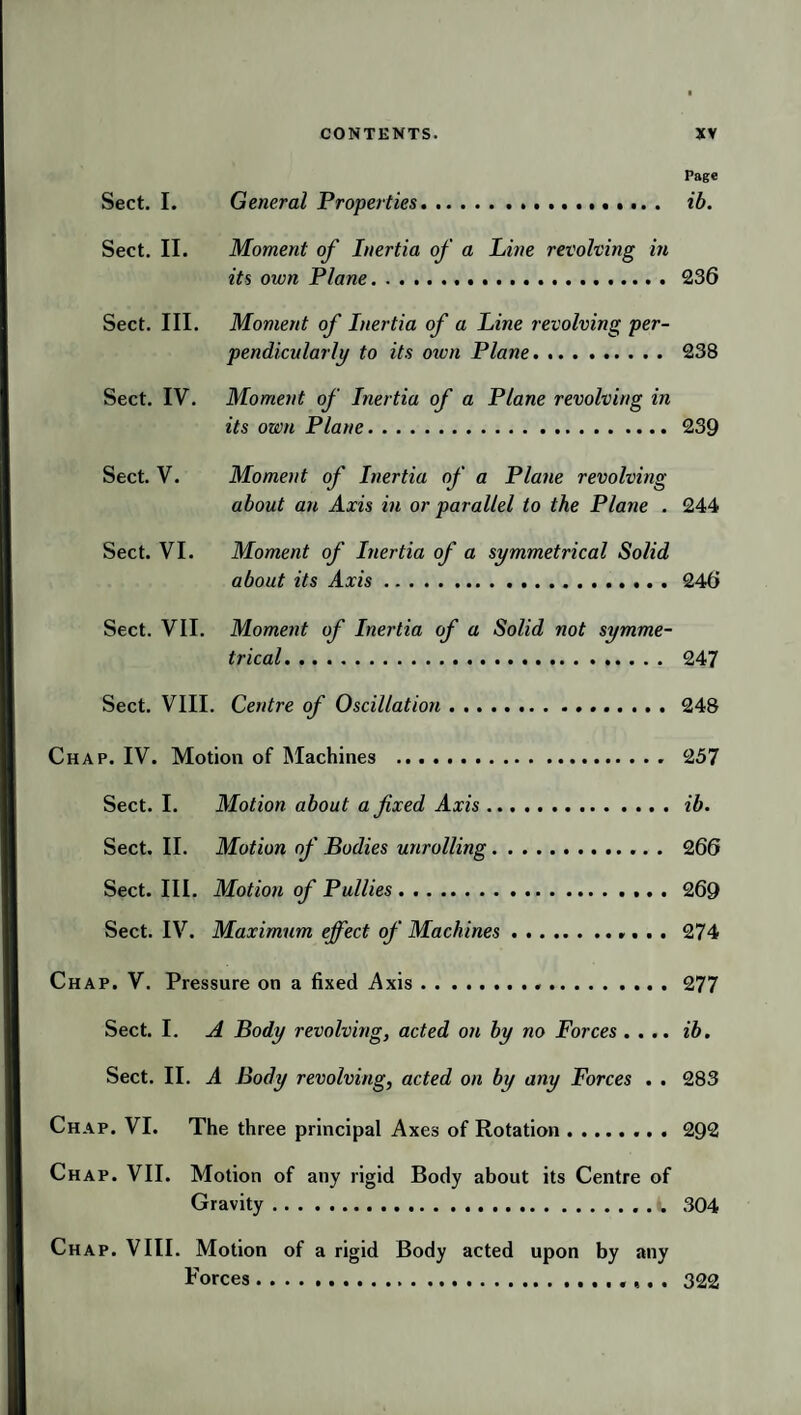 CONTENTS. XV
Page
Sect. I. General Properties. .................. ib.
Sect. II. Moment of Inertia of a Line revolving in
its own Plane. ..................... 236
Sect. III. Moment of Inertia of a Line revolving per-
pendicularly to its own Plane. .......... 238
Sect. IV. Moment of Inertia of a Plane revolving in
its own Plane. ..................... 239
Sect. V. Moment of Inertia of a Plane revolving
about an Axis in or parallel to the Plane . 244
Sect. VI. Moment of Inertia of a symmetrical Solid
about its Axis .................... 246
Sect. VII. Moment of Inertia of a Solid not symme-
trical. .......................... 247
Sect. VIII. Centre of Oscillation ................ 248
CHAP. IV. Motion of Machines .................... 257
Sect. I. Motion about a fixed Axis .............. ib.
Sect. II. Motion of Bodies unrolling. ............. 266
Sect. III. Motion of Pullies .................... 269
Sect. IV. Maximum effect of Machines ............ 274
CHAP. V. Pressure on a fixed Axis .................. 277
Sect. I. A Body revolving, acted on by no Forces .... ib.
Sect. II. A Body revolving, acted on by any Forces .. 283
CHAP. VI. The three principal Axes of Rotation ........ 292
CHAP. VII. Motion of any rigid Body about its Centre of
Gravity ............................ 304
CHAP. VIII. Motion of a rigid Body acted upon by any
Forces ............................ 322